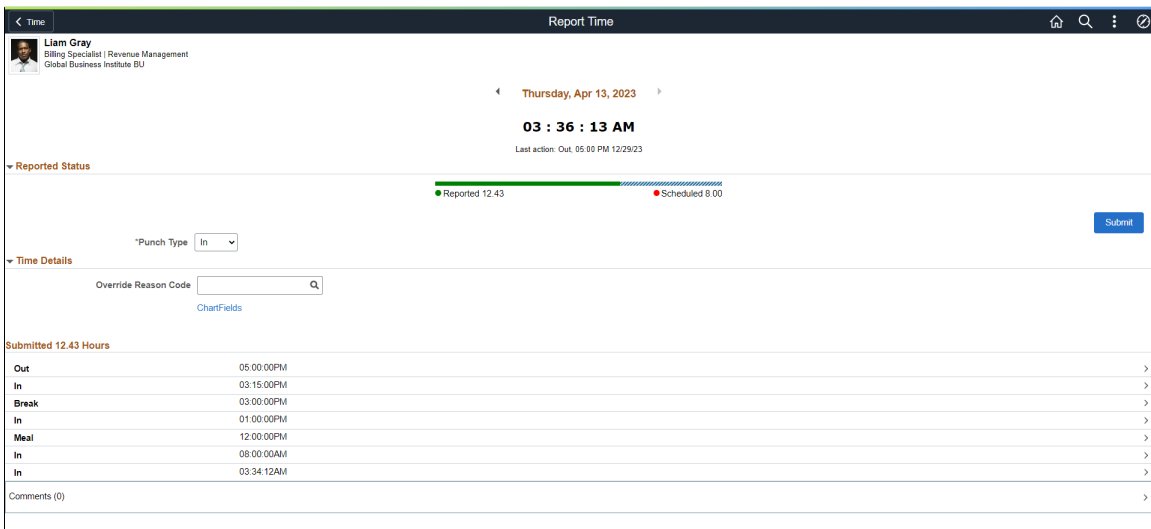 Time
Report Time
Liam Gray
Billing Specialist | Revenue Management
Global Business Institute BU
Thursday, Apr 13, 2023
03 : 36 : 13 AM
Last action: Out, 05:00 PM 12/29/23
Reported Status
Reported 12.43 Scheduled 8.00
Submit
*Punch Type In
Time Details
Override Reason Code
ChartFields
Submitted 12.43 Hours
Out 05:00:00PM
In 03:15:00PM
Break 03:00:00PM
In 01:00:00PM
Meal 12:00:00PM
In 08:00:00AM
In 03:34:12AM
Comments (0)